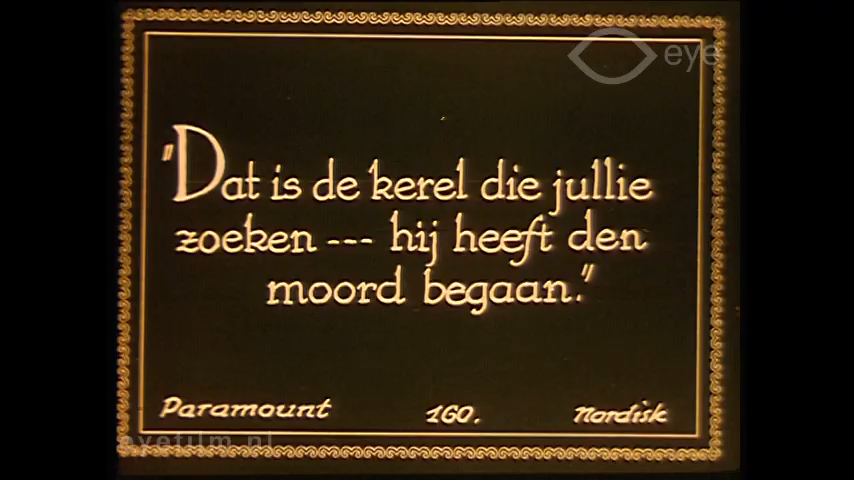 eye
"Dat is de kerel die jullie
zoeken --- hij heeft den
moord begaan."
Paramount 160. Nordisk
eyefilm.nl